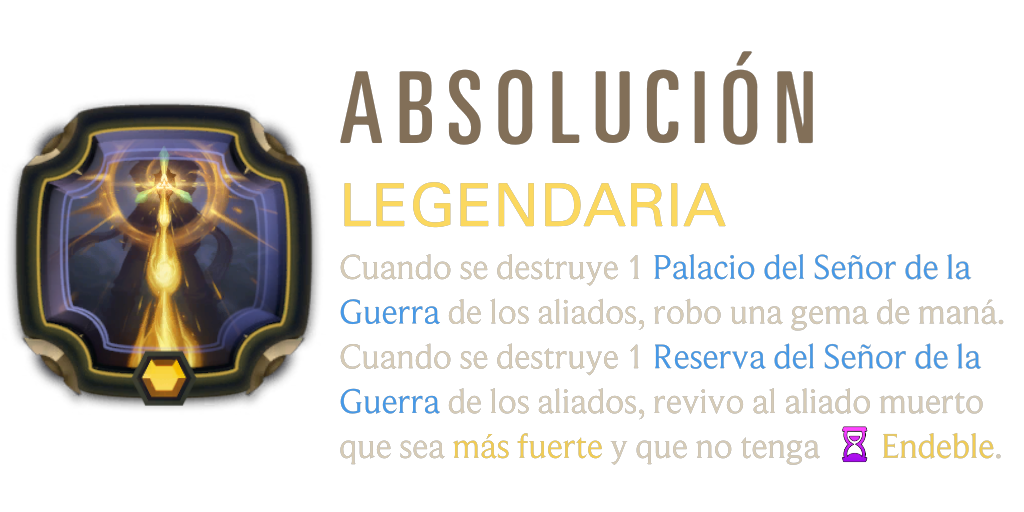 ABSOLUCIÓN
LEGENDARIA
Cuando se destruye 1 Palacio del Señor de la
Guerra de los aliados, robo una gema de maná.
Cuando se destruye 1 Reserva del Señor de la
Guerra de los aliados, revivo al aliado muerto
que sea más fuerte y que no tenga Endeble.